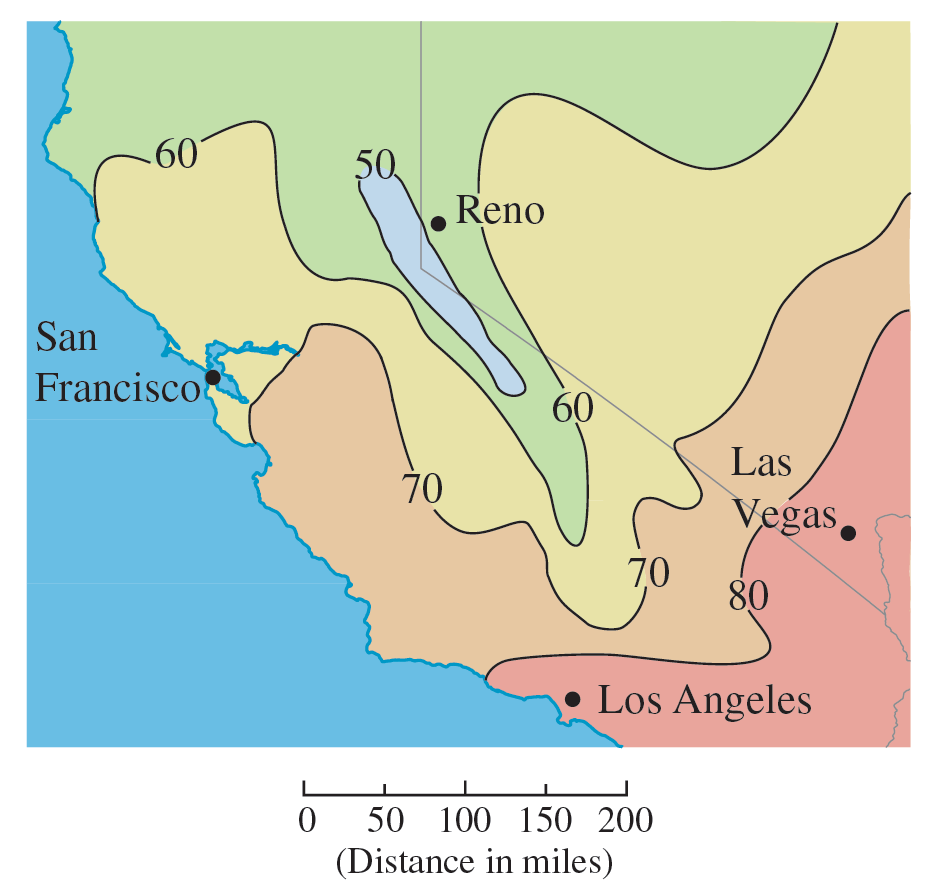 60
50
Reno
San
Francisco
60
Las
70
Vegas
70
80
Los Angeles
0 50 100 150 200
(Distance in miles)